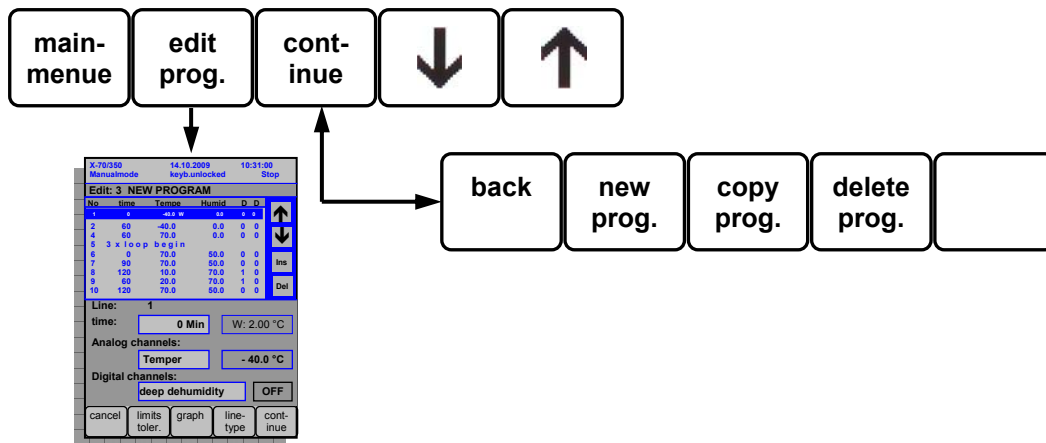 main-
menue
edit
prog.
cont-
inue
back
new
prog.
copy
prog.
delete
prog.
X-70/350 14.10.2009 10:31:00
Manualmode keyb.unlocked Stop
Edit: 3 NEW PROGRAM
No time Tempe Humid D D
1 0 -40.0 W 0.0 0 0
2 60 -40.0 0.0 0 0
4 60 70.0 0.0 0 0
5 3 x loop begin
6 0 70.0 50.0 0 0
7 90 70.0 50.0 0 0
8 120 10.0 70.0 1 0
9 60 20.0 70.0 1 0
10 120 70.0 50.0 0 0
Ins
Del
Line: 1
time: 0 Min W: 2.00 °C
Analog channels:
Temper - 40.0 °C
Digital channels:
deep dehumidity OFF
cancel
limits
toler.
graph
line-
type
cont-
inue